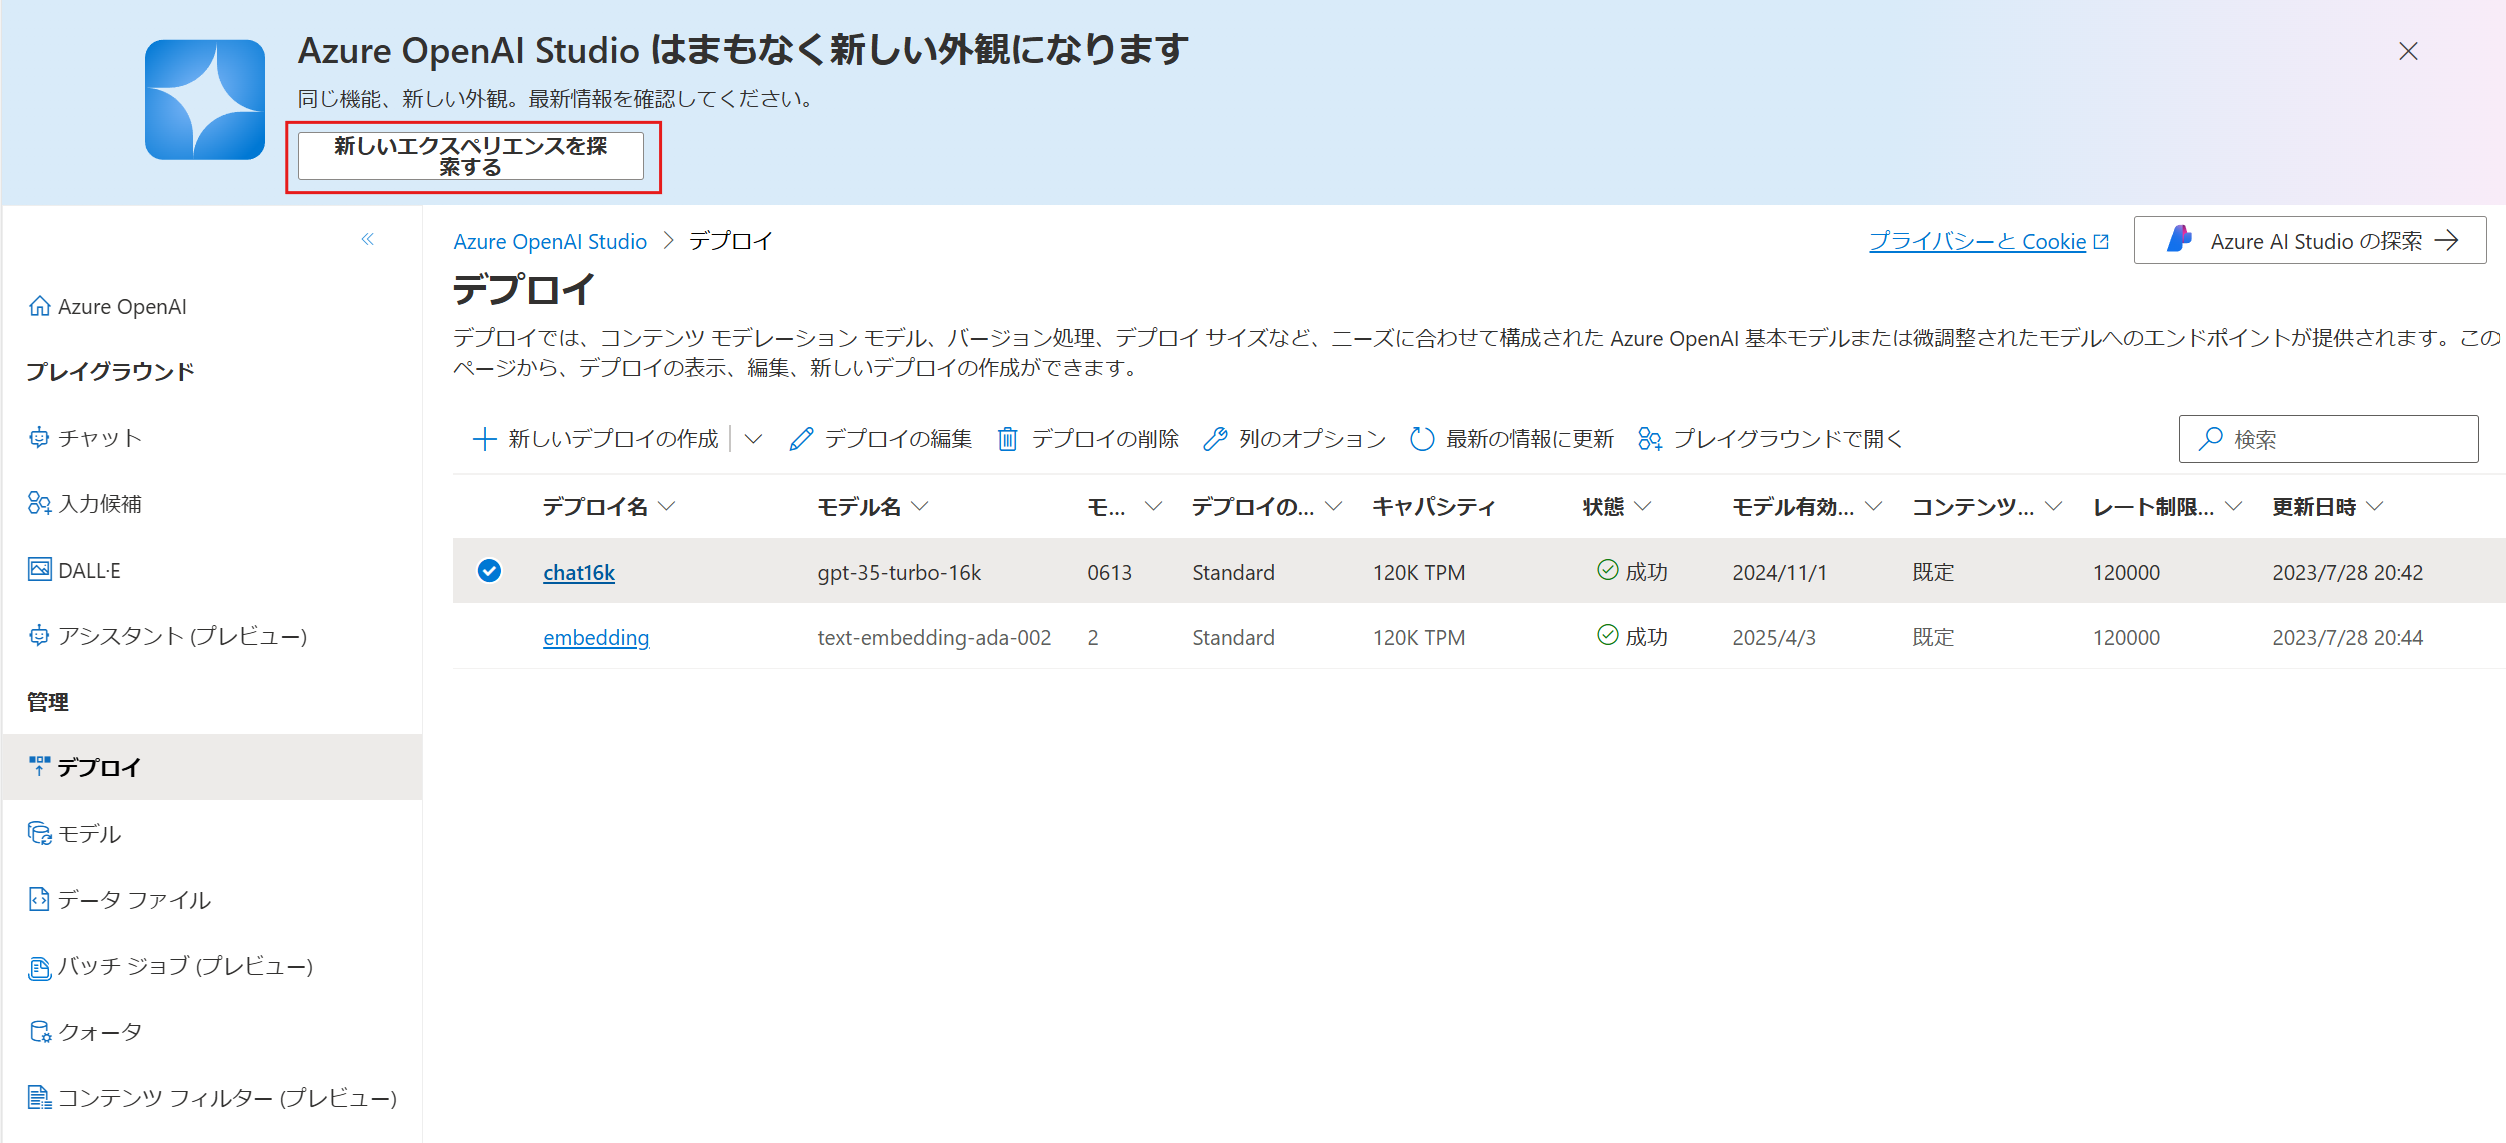 Azure OpenAI Studio はまもなく新しい外観になります
同じ機能、新しい外観。最新情報を確認してください。
新しいエクスペリエンスを探
索する
Azure OpenAI Studio > デプロイ
プライバシーと Cookie
Azure AI Studio の探索
デプロイ
デプロイでは、コンテンツ モデレーション モデル、バージョン処理、デプロイ サイズなど、ニーズに合わせて構成された Azure OpenAI 基本モデルまたは微調整されたモデルへのエンドポイントが提供されます。この
ページから、デプロイの表示、編集、新しいデプロイの作成ができます。
新しいデプロイの作成 デプロイの編集 デプロイの削除 列のオプション 最新の情報に更新 プレイグラウンドで開く 検索
デプロイ名 モデル名 モ... デプロイの... キャパシティ 状態 モデル有効... コンテンツ... レート制限... 更新日時
chat16k gpt-35-turbo-16k 0613 Standard 120K TPM 成功 2024/11/1 既定 120000 2023/7/28 20:42
embedding text-embedding-ada-002 2 Standard 120K TPM 成功 2025/4/3 既定 120000 2023/7/28 20:44
Azure OpenAI
プレイグラウンド
チャット
入力候補
DALL·E
アシスタント (プレビュー)
管理
デプロイ
モデル
データ ファイル
バッチ ジョブ (プレビュー)
クォータ
コンテンツ フィルター (プレビュー)